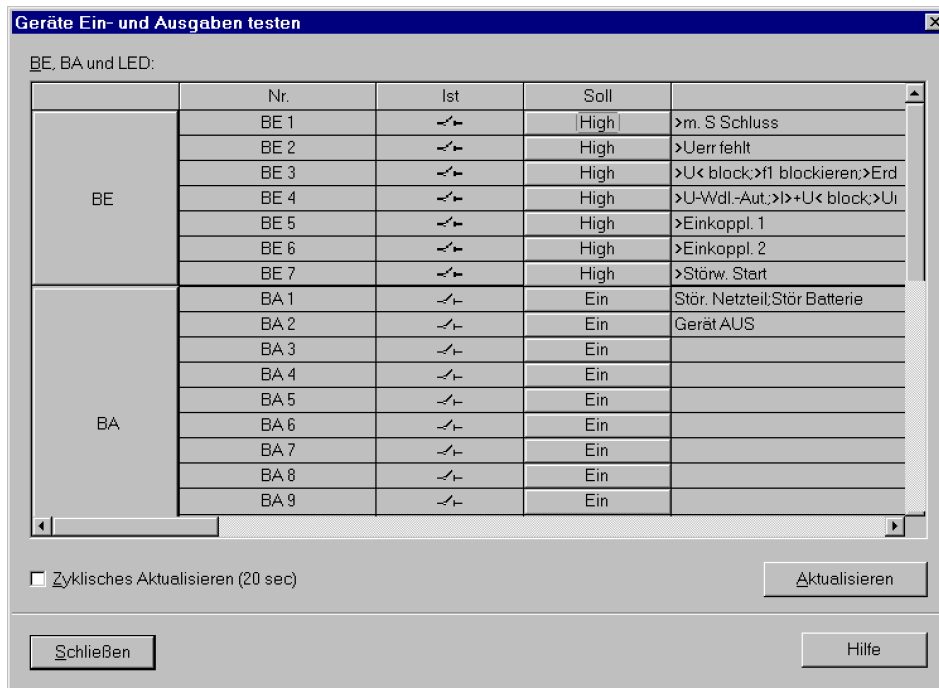 Geräte Ein- und Ausgaben testen
BE, BA und LED:
Nr. Ist Soll
BE
BE 1 High >m. S Schluss
BE 2 High >Uerr fehlt
BE 3 High >U< block;>f1 blockieren;>Erd
BE 4 High >U-Wdl.-Aut.;>I>+U< block;
BE 5 High >Einkoppl. 1
BE 6 High >Einkoppl. 2
BE 7 High >Störw. Start
BA
BA 1 Ein Stör. Netzteil;Stör Batterie
BA 2 Ein Gerät AUS
BA 3 Ein
BA 4 Ein
BA 5 Ein
BA 6 Ein
BA 7 Ein
BA 8 Ein
BA 9 Ein
Zyklisches Aktualisieren (20 sec)
Aktualisieren
Schließen
Hilfe